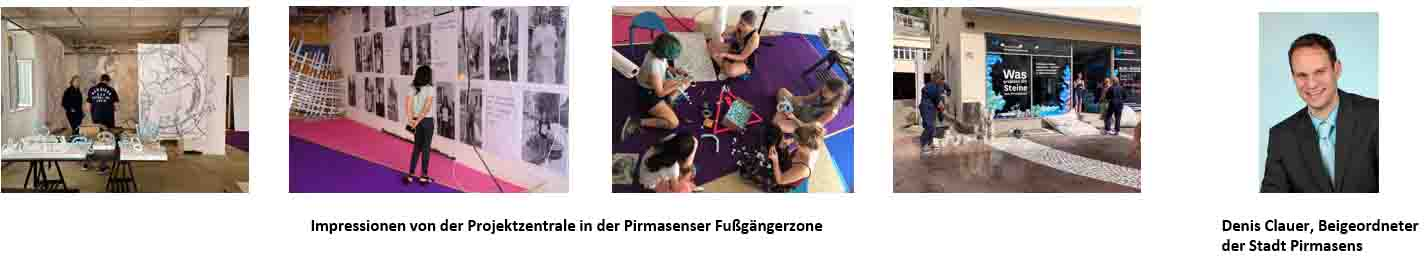 Was
Steine
Impressionen von der Projektzentrale in der Pirmasenser Fußgängerzone
Denis Clauer, Beigeordneter
der Stadt Pirmasens